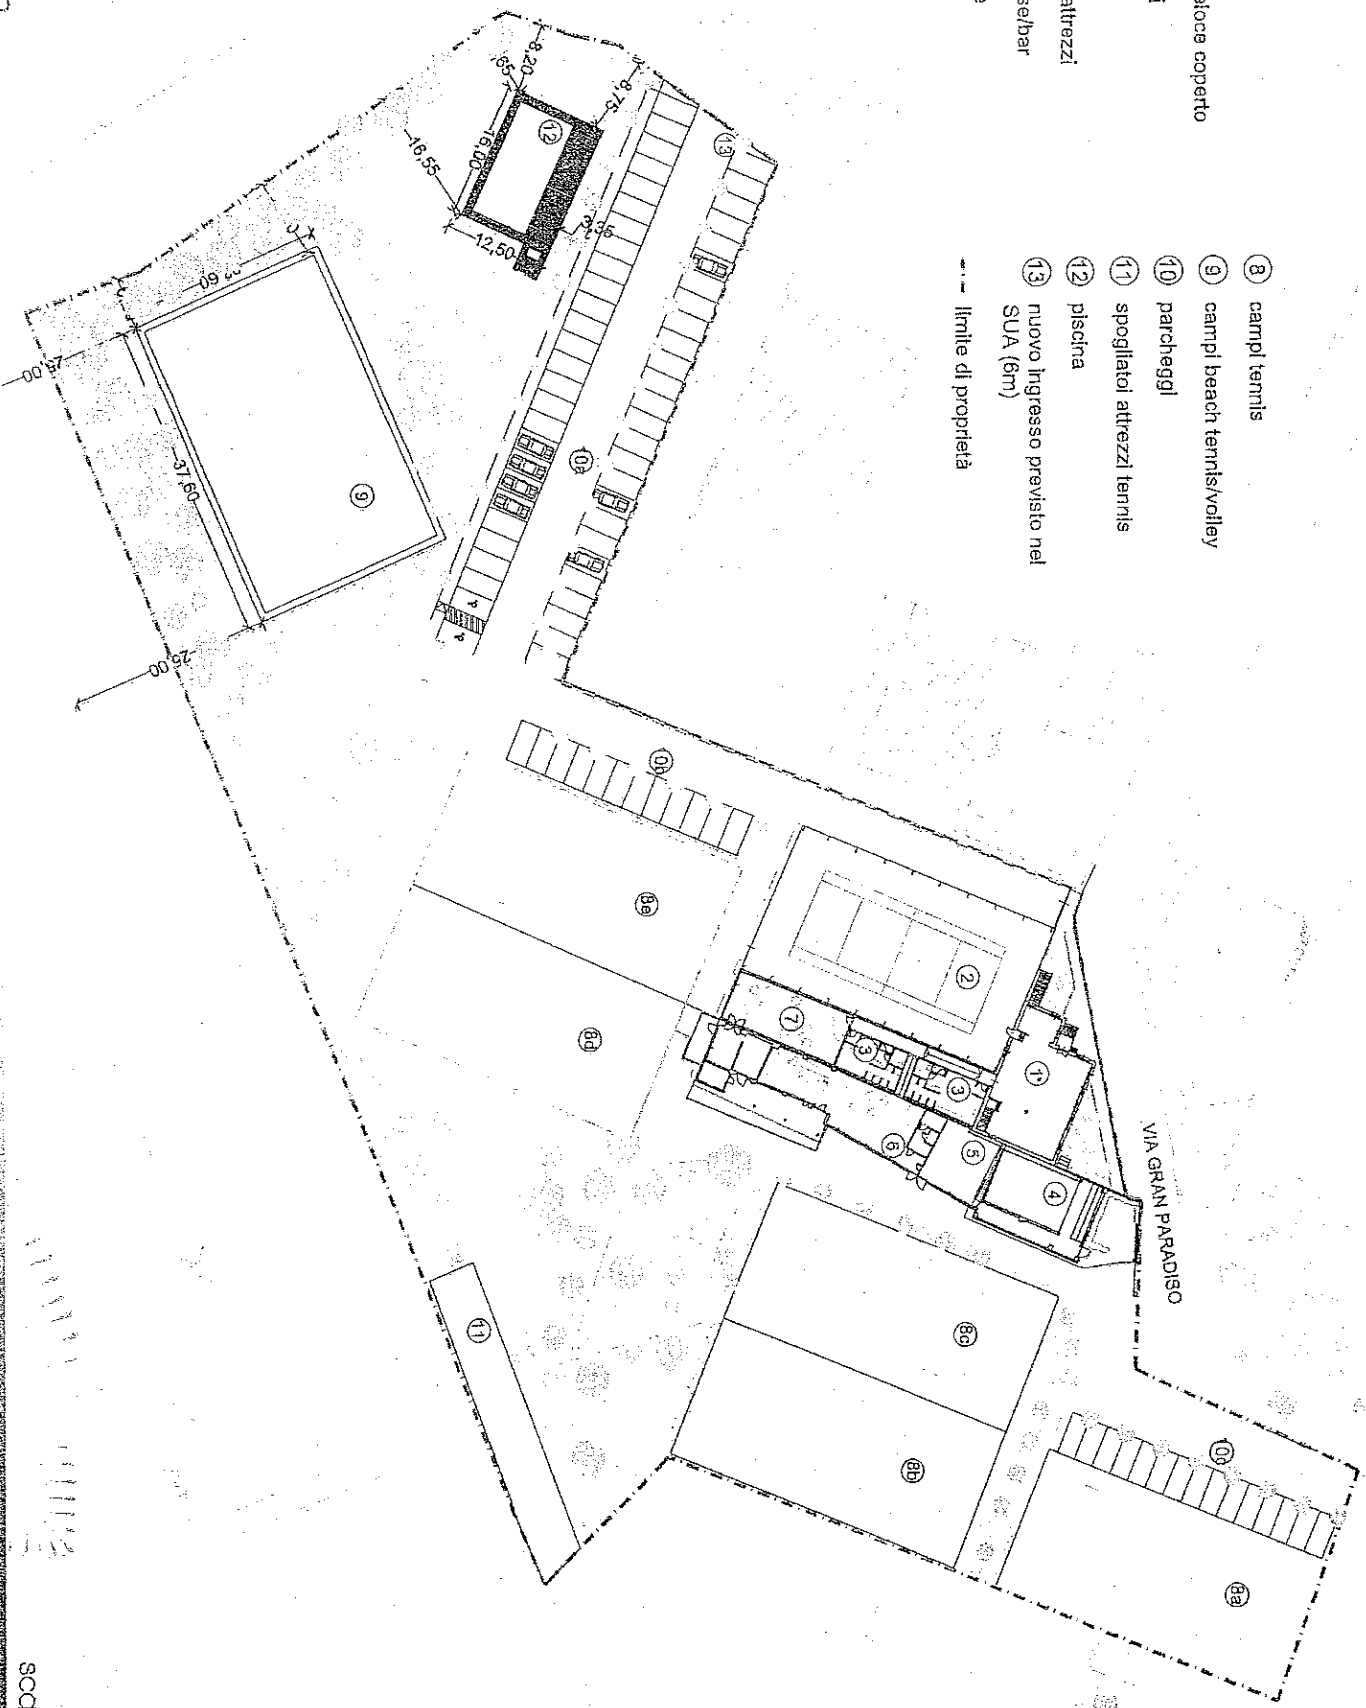 eloce coperto
attrezzi
se/bar
8 campi tennis
9 campi beach tennis/volley
10 parcheggi
11 spogliatoi attrezzi tennis
12 piscina
13 nuovo ingresso previsto nel
SUA (6m)
limite di proprietà
VIA GRAN PARADISO
8,20
,65
8,75
16,00
16,55
12,50
3,35
12
13
10a
37,60
25,00
9
10b
8e
8d
2
7
3
3
1*
6
5
4
8c
8b
10c
8a
11